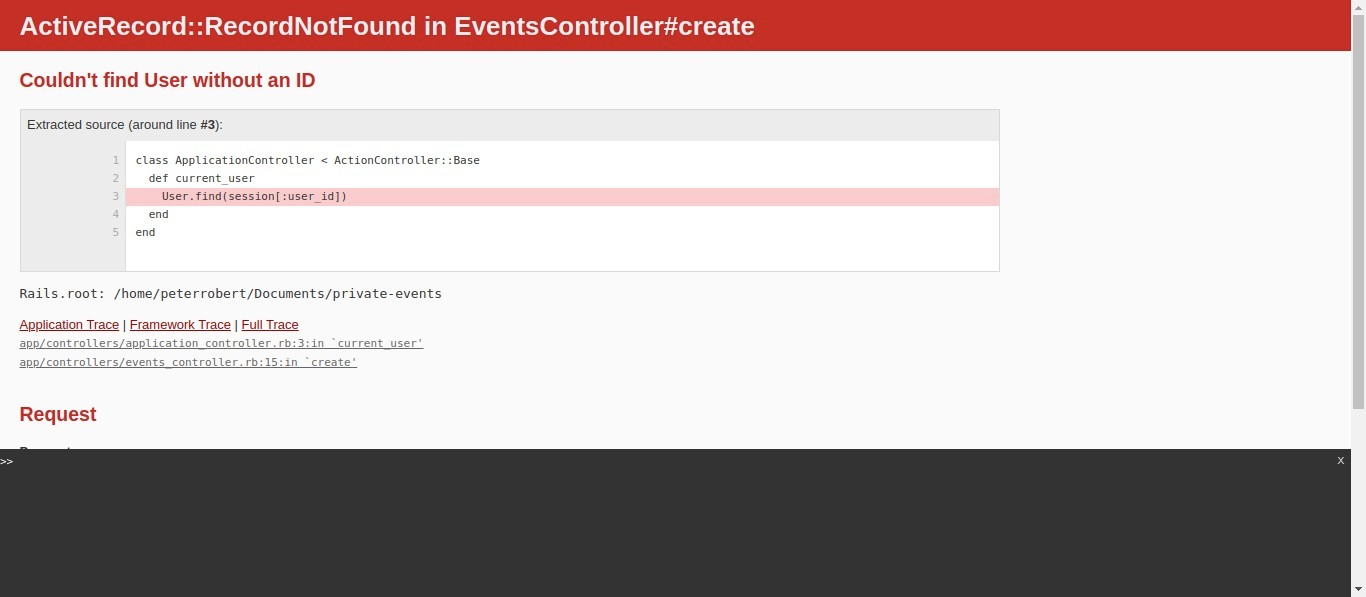 ActiveRecord::RecordNotFound in EventsController#create
Couldn't find User without an ID
Extracted source (around line #3):
1 class ApplicationController < ActionController::Base
2 def current_user
3 User.find(session[:user_id])
4 end
5 end
Rails.root: /home/peterrobert/Documents/private-events
Application Trace | Framework Trace | Full Trace
app/controllers/application_controller.rb:3:in `current_user'
app/controllers/events_controller.rb:15:in `create'
Request
>> x